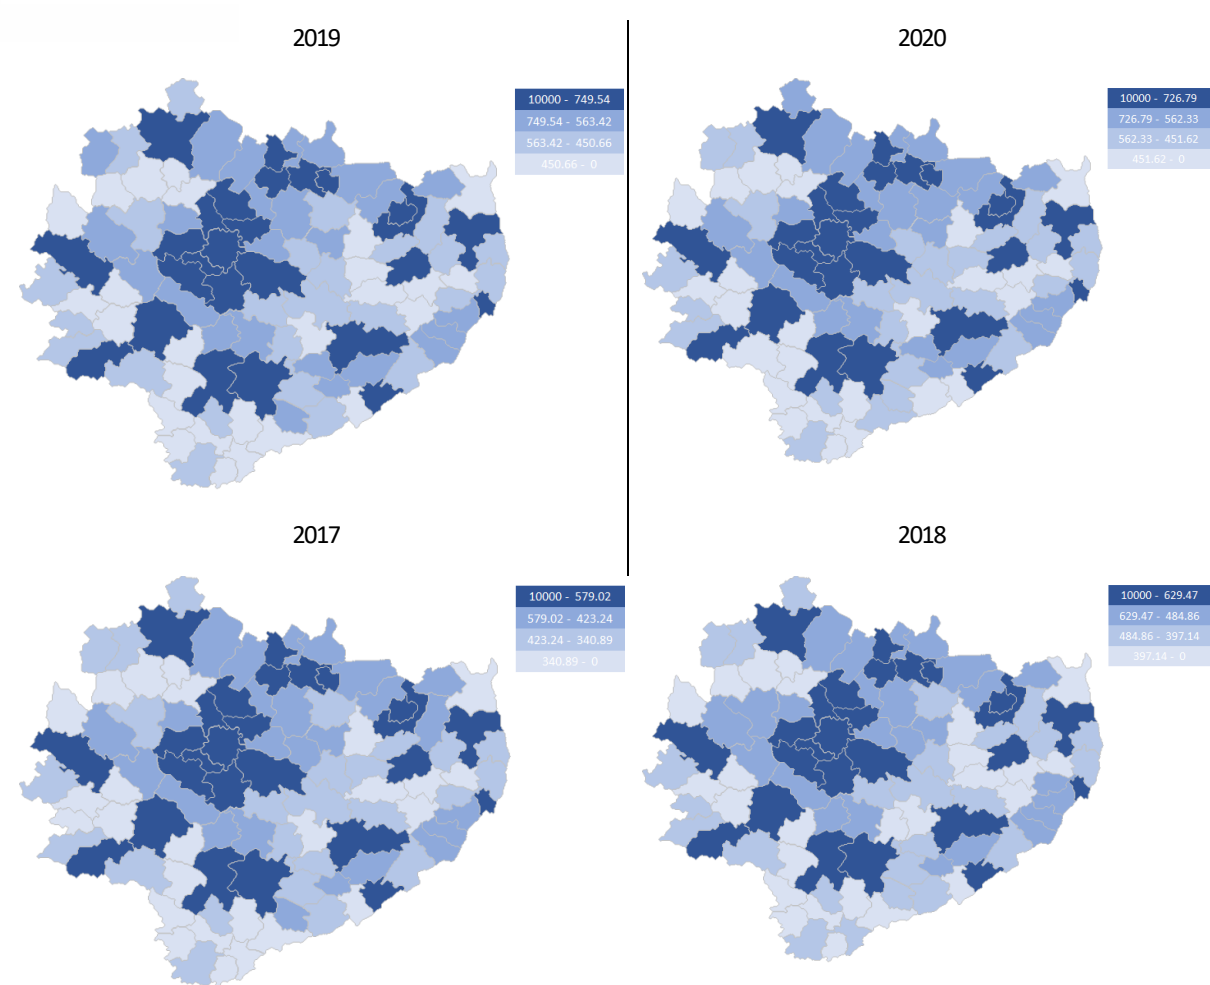 2019
10000 - 749.54
749.54 - 563.42
563.42 - 450.66
450.66 - 0
2020
10000 - 726.79
726.79 - 562.33
562.33 - 451.62
451.62 - 0
2017
10000 - 579.02
579.02 - 423.24
423.24 - 340.89
340.89 - 0
2018
10000 - 629.47
629.47 - 484.86
484.86 - 397.14
397.14 - 0